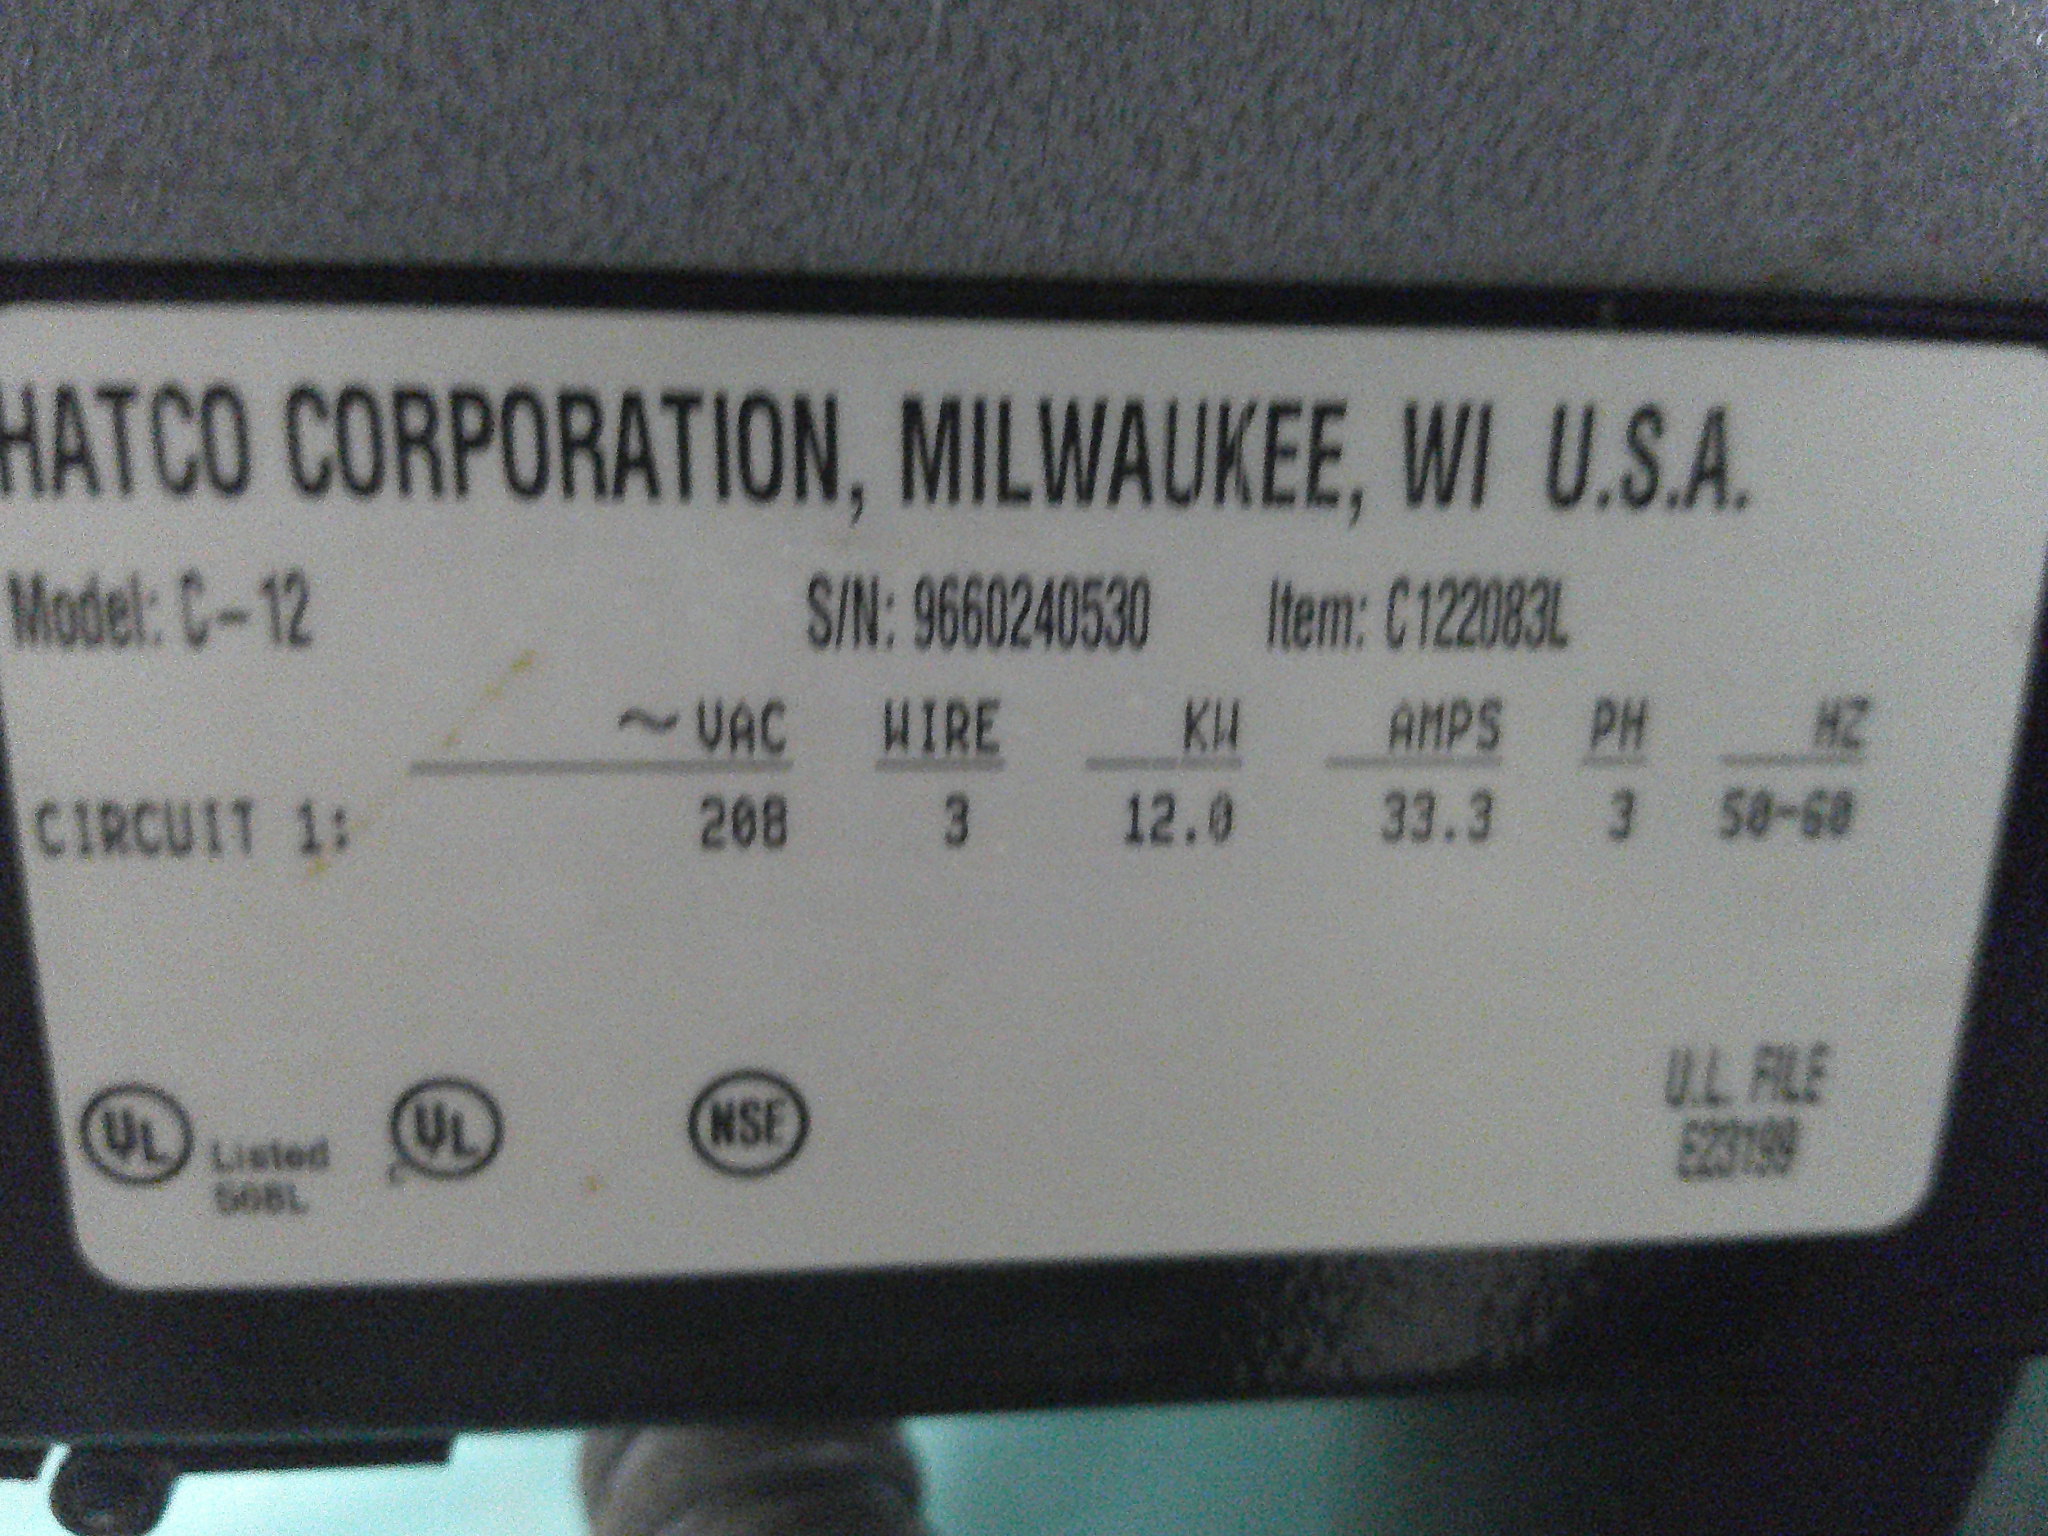 HATCO CORPORATION, MILWAUKEE, WI U.S.A.
Model: C-12 S/N: 9660240530 Item: C122083L
~VAC WIRE KW AMPS PH HZ
CIRCUIT 1: 208 3 12.0 33.3 3 50-60
UL Listed UL NSF U.L. FILE
508L E23199